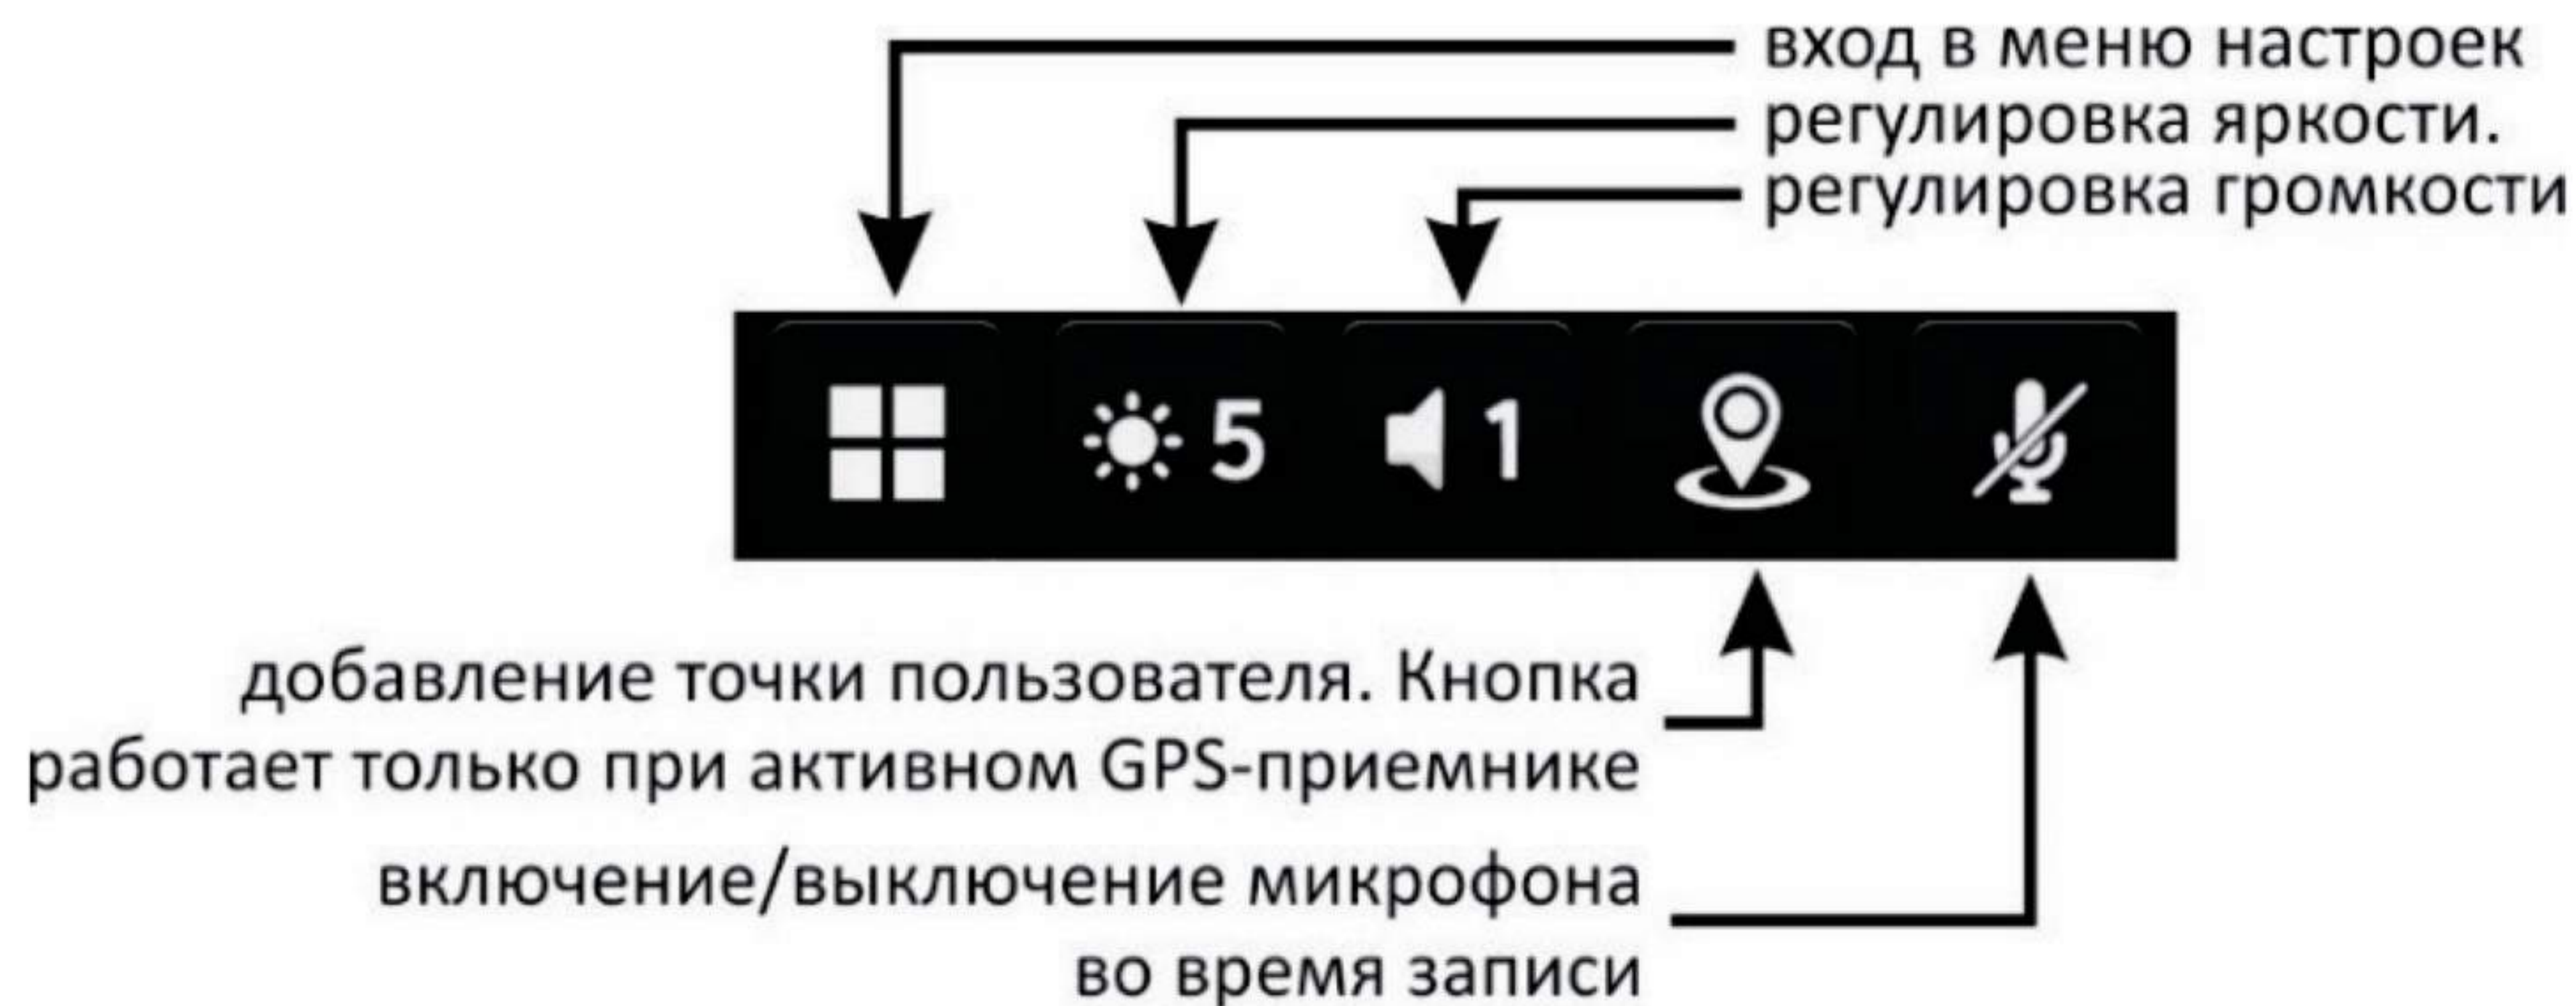 вход в меню настроек
регулировка яркости.
регулировка громкости
5
1
добавление точки пользователя. Кнопка
работает только при активном GPS-приемнике
включение/выключение микрофона
во время записи